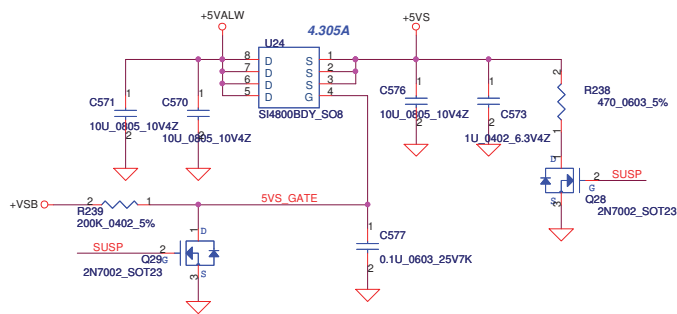 +5VALW
+5VS
4.305A
U24
8 D S 1
7 D S 2
6 D S 3
5 D G 4
SI4800BDY_SO8
C571
1
10U_0805_10V4Z
2
C570
1
10U_0805_10V4Z
2
C576
1
10U_0805_10V4Z
2
C573
1
1U_0402_6.3V4Z
2
2
R238
470_0603_5%
1
1
D
2
SUSP
G
S
3
Q28
2N7002_SOT23
+VSB
2
1
R239
200K_0402_5%
5VS_GATE
SUSP
2
G
1
D
Q29
S
3
2N7002_SOT23
1
C577
0.1U_0603_25V7K
2